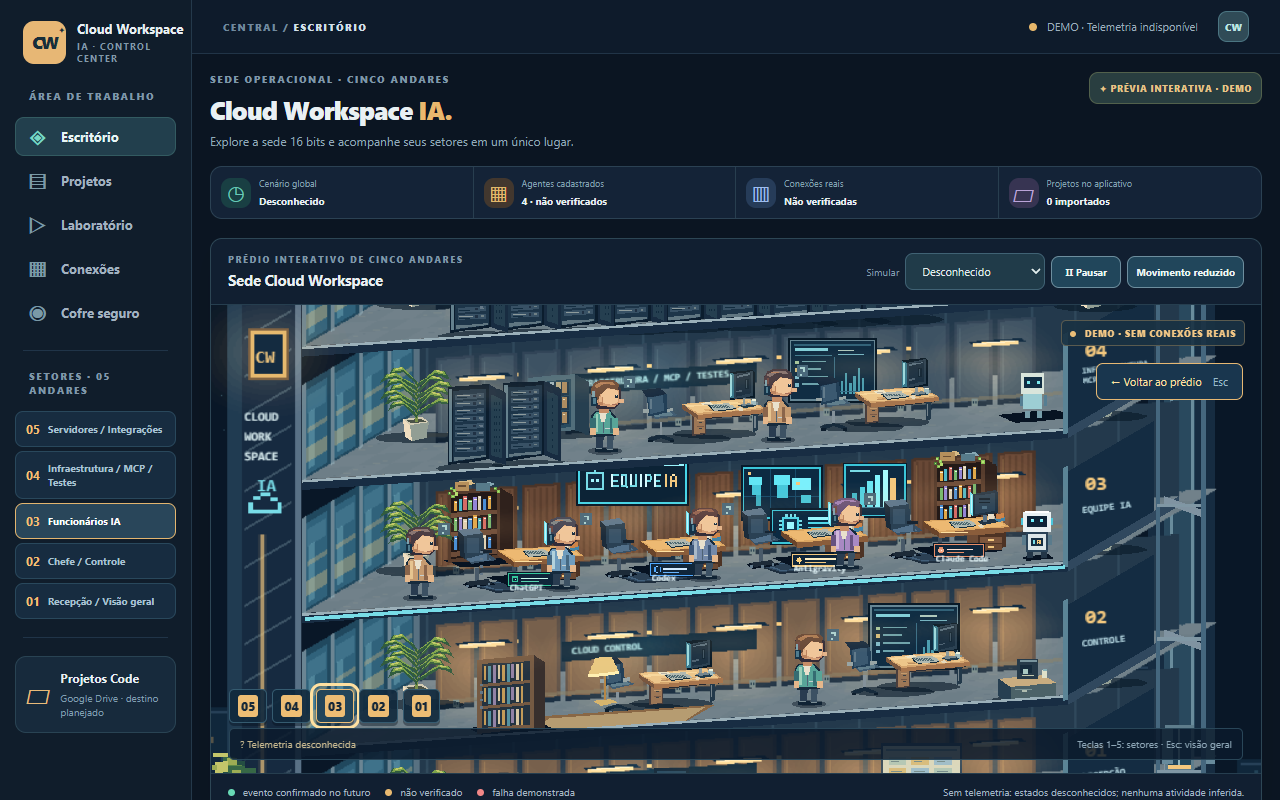 CW
Cloud Workspace
IA · CONTROL
CENTER
ÁREA DE TRABALHO
Escritório
Projetos
Laboratório
Conexões
Cofre seguro
SETORES · 05
ANDARES
05 Servidores / Integrações
04 Infraestrutura / MCP /
Testes
03 Funcionários IA
02 Chefe / Controle
01 Recepção / Visão geral
Projetos Code
Google Drive · destino
planejado
CENTRAL / ESCRITÓRIO
DEMO · Telemetria indisponível
CW
SEDE OPERACIONAL · CINCO ANDARES
Cloud Workspace IA.
Explore a sede 16 bits e acompanhe seus setores em um único lugar.
✦ PRÉVIA INTERATIVA · DEMO
Cenário global
Desconhecido
Agentes cadastrados
4 · não verificados
Conexões reais
Não verificadas
Projetos no aplicativo
0 importados
PRÉDIO INTERATIVO DE CINCO ANDARES
Sede Cloud Workspace
Simular
Desconhecido
II Pausar
Movimento reduzido
DEMO · SEM CONEXÕES REAIS
← Voltar ao prédio Esc
CW
CLOUD
WORK
SPACE
IA
04
/ MCP / TESTES
EQUIPE IA
IA
ChatGPT
Codex
Antigravity
Claude Code
03
EQUIPE IA
02
CONTROLE
CLOUD CONTROL
05
04
03
02
01
? Telemetria desconhecida
Teclas 1–5: setores · Esc: visão geral
evento confirmado no futuro
não verificado
falha demonstrada
Sem telemetria: estados desconhecidos; nenhuma atividade inferida.